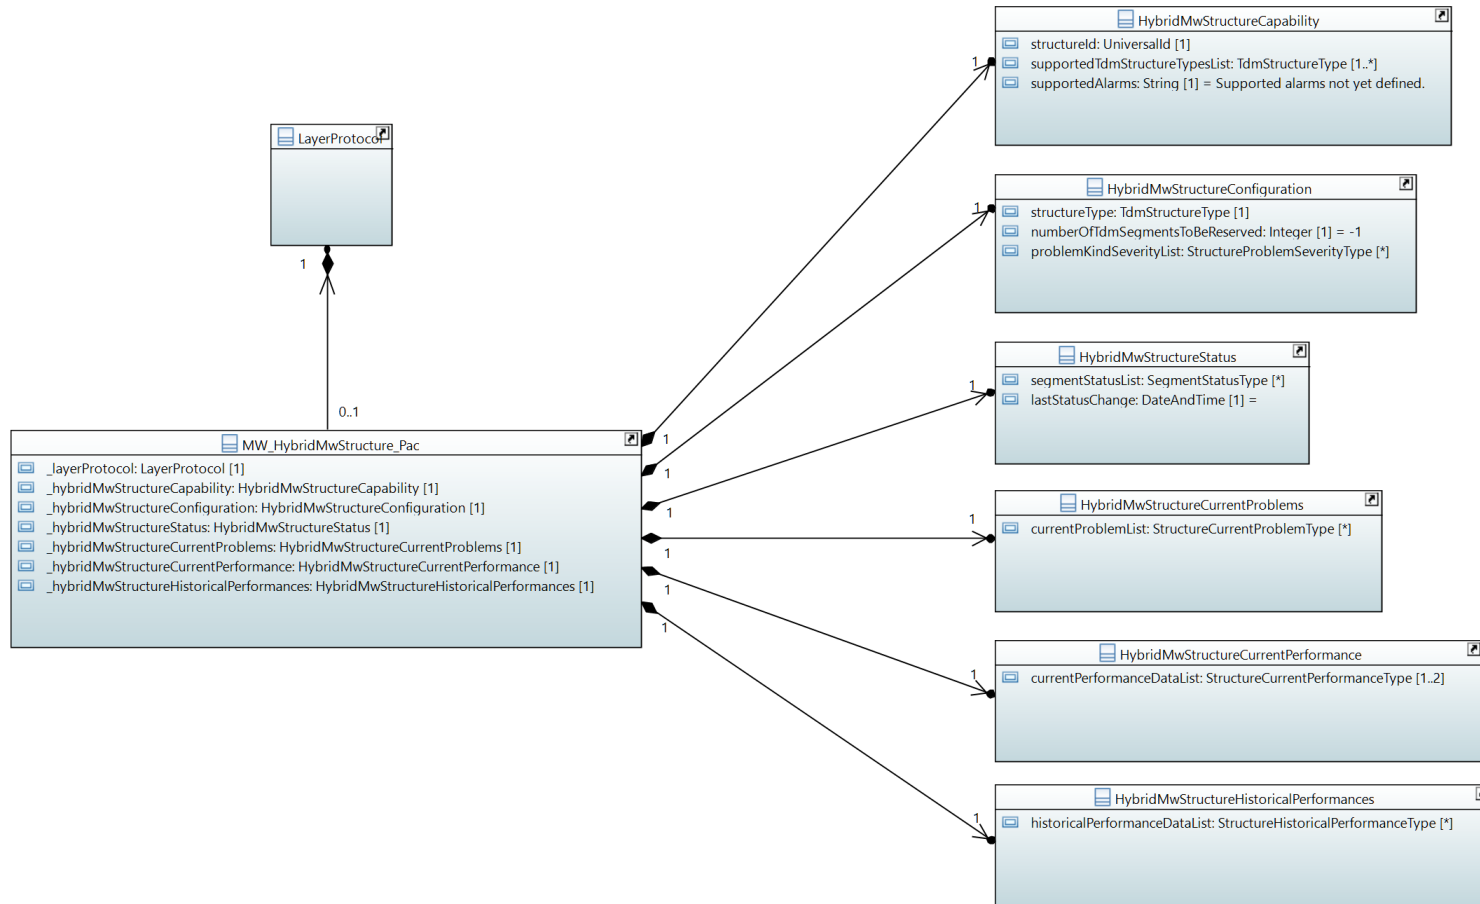 HybridMwStructureCapability
structureId: UniversalId [1]
supportedTdmStructureTypesList: TdmStructureType [1..*]
supportedAlarms: String [1] = Supported alarms not yet defined.
1
LayerProtocol
1
0..1
HybridMwStructureConfiguration
structureType: TdmStructureType [1]
numberOfTdmSegmentsToBeReserved: Integer [1] = -1
problemKindSeverityList: StructureProblemSeverityType [*]
1
HybridMwStructureStatus
segmentStatusList: SegmentStatusType [*]
lastStatusChange: DateAndTime [1] =
1
MW_HybridMwStructure_Pac
_layerProtocol: LayerProtocol [1]
_hybridMwStructureCapability: HybridMwStructureCapability [1]
_hybridMwStructureConfiguration: HybridMwStructureConfiguration [1]
_hybridMwStructureStatus: HybridMwStructureStatus [1]
_hybridMwStructureCurrentProblems: HybridMwStructureCurrentProblems [1]
_hybridMwStructureCurrentPerformance: HybridMwStructureCurrentPerformance [1]
_hybridMwStructureHistoricalPerformances: HybridMwStructureHistoricalPerformances [1]
1
1
1
1
1
1
HybridMwStructureCurrentProblems
currentProblemList: StructureCurrentProblemType [*]
1
HybridMwStructureCurrentPerformance
currentPerformanceDataList: StructureCurrentPerformanceType [1..2]
1
HybridMwStructureHistoricalPerformances
historicalPerformanceDataList: StructureHistoricalPerformanceType [*]
1